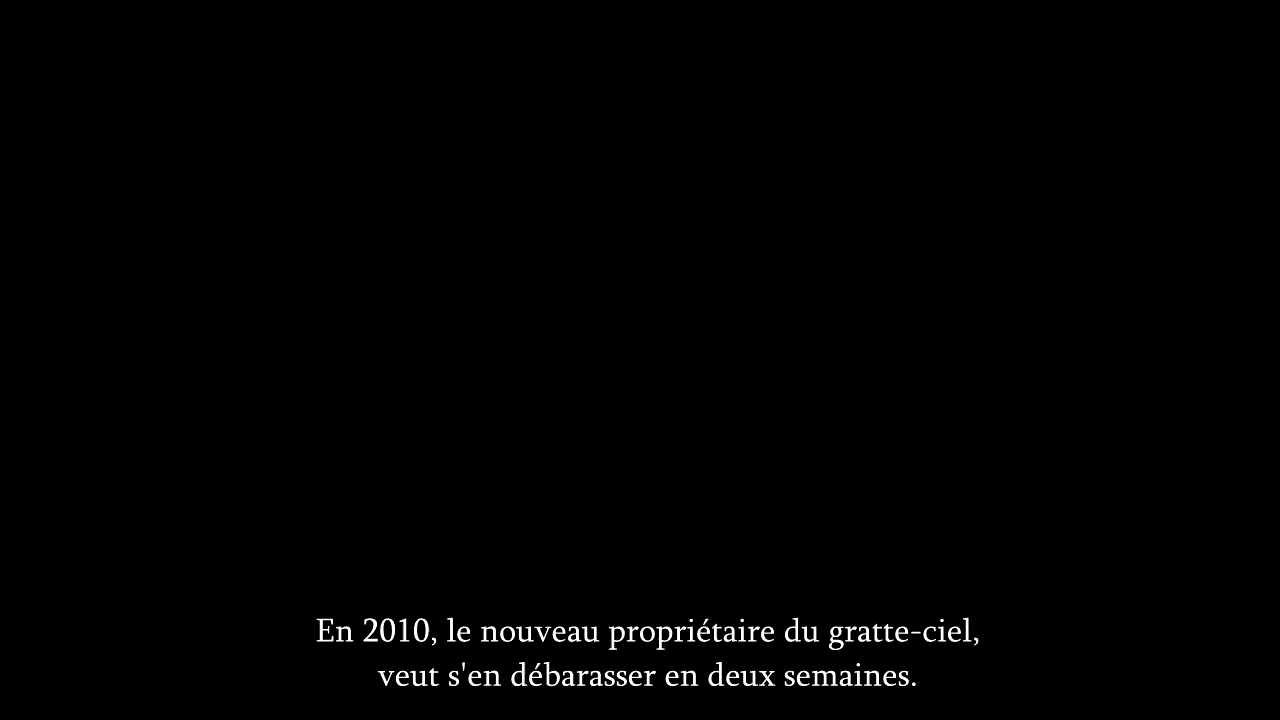 En 2010, le nouveau propriétaire du gratte-ciel,
veut s'en débarasser en deux semaines.